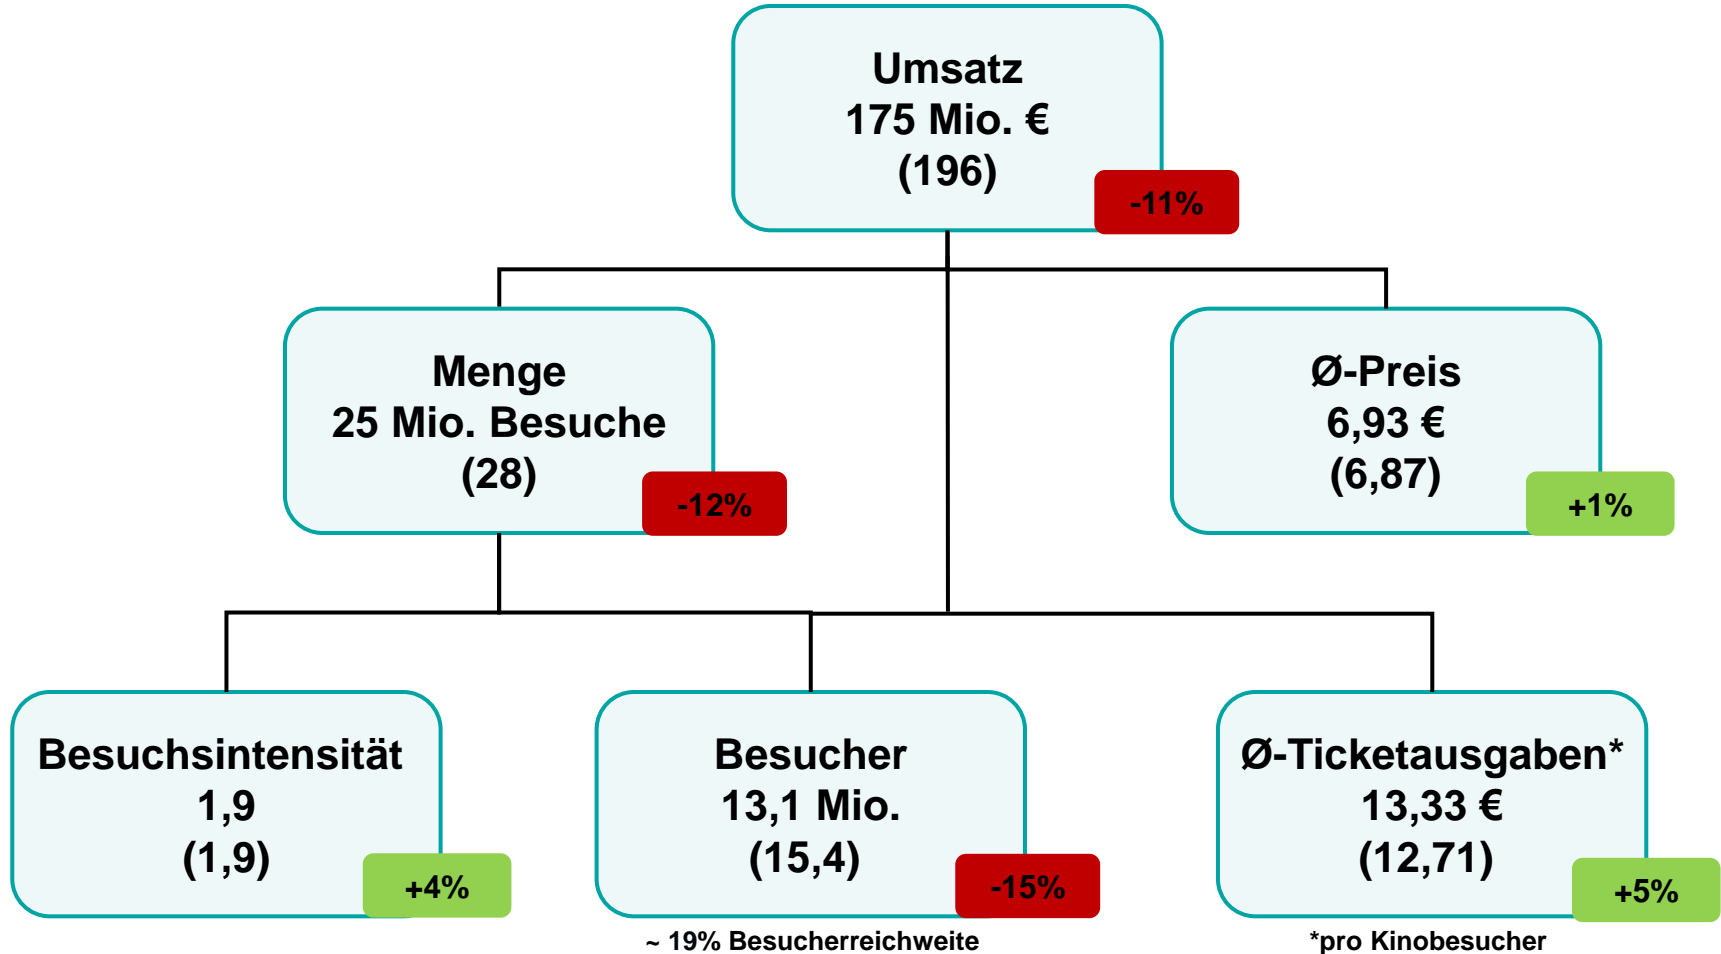 Umsatz
175 Mio. €
(196)
-11%
Menge
25 Mio. Besuche
(28)
-12%
Ø-Preis
6,93 €
(6,87)
+1%
Besuchsintensität
1,9
(1,9)
+4%
Besucher
13,1 Mio.
(15,4)
-15%
~ 19% Besucherreichweite
Ø-Ticketausgaben*
13,33 €
(12,71)
+5%
*pro Kinobesucher